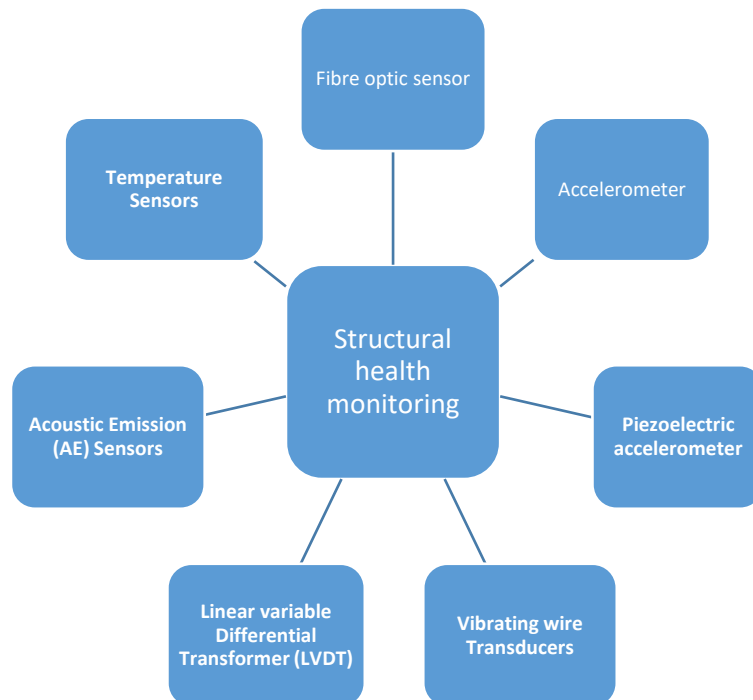 Fibre optic sensor
Temperature
Sensors
Accelerometer
Structural
health
monitoring
Acoustic Emission
(AE) Sensors
Piezoelectric
accelerometer
Linear variable
Differential
Transformer (LVDT)
Vibrating wire
Transducers